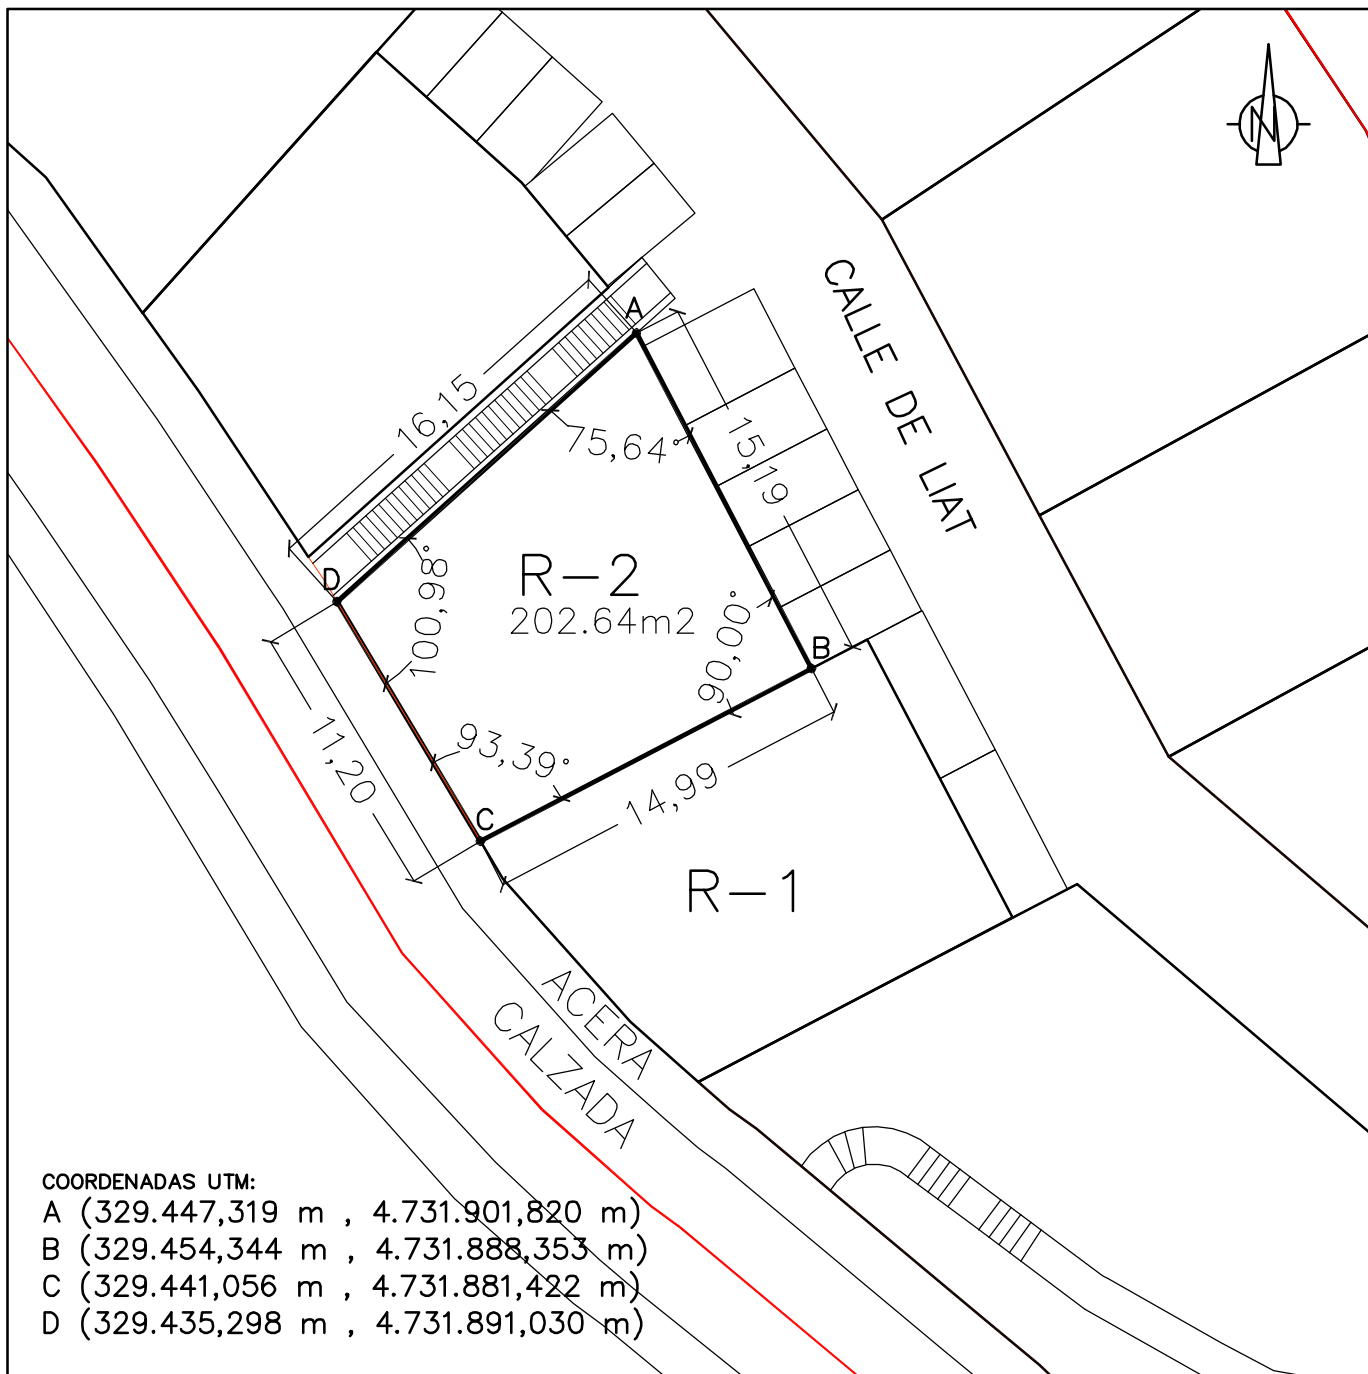 N
CALLE DE LIAT
A
16,15
75,64°
15,19
D
100,98°
R-2
202.64m2
90,00°
B
11,20
93,39°
C
14,99
R-1
ACERA
CALZADA
COORDENADAS UTM:
A (329.447,319 m , 4.731.901,820 m)
B (329.454,344 m , 4.731.888,353 m)
C (329.441,056 m , 4.731.881,422 m)
D (329.435,298 m , 4.731.891,030 m)